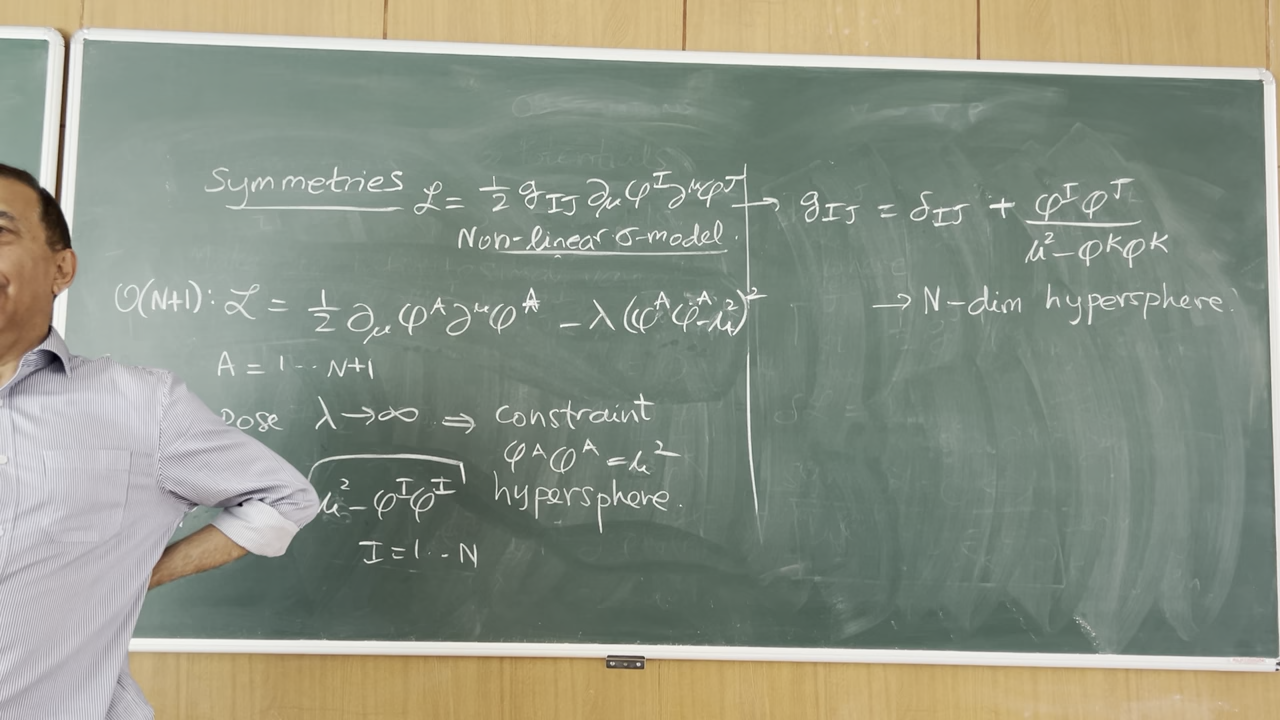 Symmetries ℒ = ½ g_IJ ∂_μ φ^I ∂^μ φ^J → g_IJ = δ_IJ + φ^I φ^J / (μ² - φ^K φ^K)
Non-linear σ-model.
→ N-dim hypersphere.
O(N+1): ℒ = ½ ∂_μ φ^A ∂^μ φ^A - λ (φ^A φ^A - μ²)²
A = 1 ... N+1
pose λ → ∞ ⇒ constraint
φ^A φ^A = μ²
hypersphere.
μ² - φ^I φ^I
I = 1 ... N